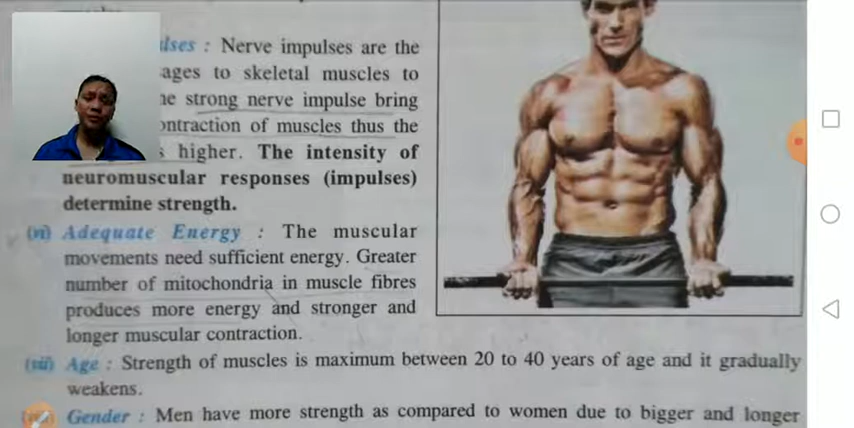 : Nerve impulses are the
to skeletal muscles to
strong nerve impulse bring
of muscles thus the
higher. The intensity of
neuromuscular responses (impulses)
determine strength.
(vi) Adequate Energy : The muscular
movements need sufficient energy. Greater
number of mitochondria in muscle fibres
produces more energy and stronger and
longer muscular contraction.
(vii) Age : Strength of muscles is maximum between 20 to 40 years of age and it gradually
weakens.
Gender : Men have more strength as compared to women due to bigger and longer